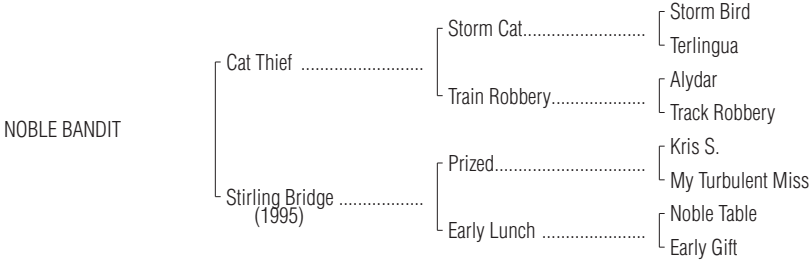 Storm Bird
Storm Cat..........................
Terlingua
Cat Thief ..........................
Alydar
Train Robbery....................
Track Robbery
NOBLE BANDIT
Kris S.
Prized................................
My Turbulent Miss
Stirling Bridge ..................
(1995)
Noble Table
Early Lunch ......................
Early Gift